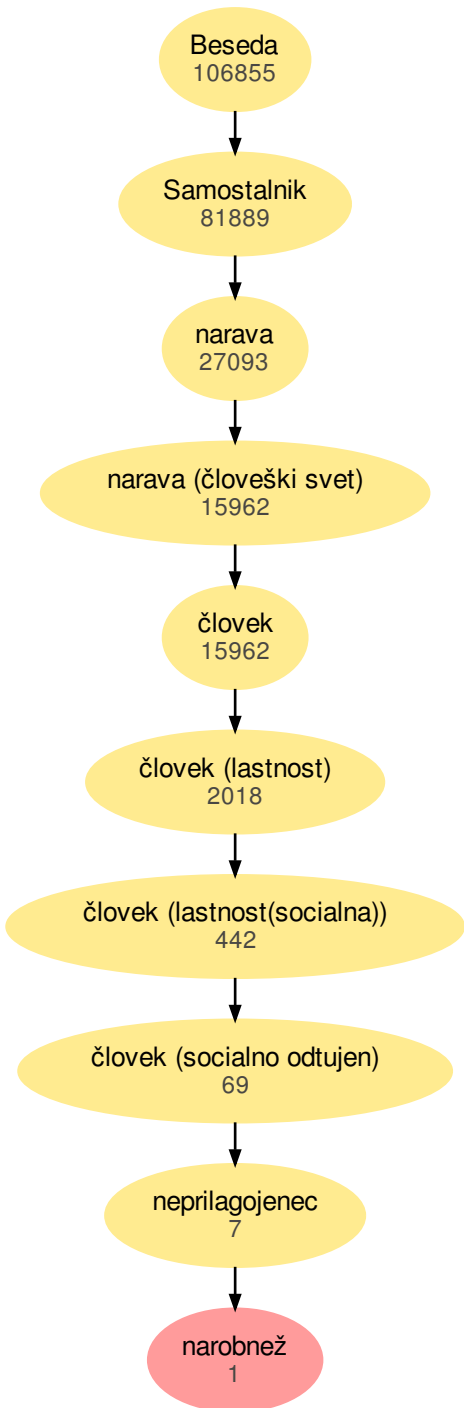 Beseda
106855
Samostalnik
81889
narava
27093
narava (človeški svet)
15962
človek
15962
človek (lastnost)
2018
človek (lastnost(socialna))
442
človek (socialno odtujen)
69
neprilagojenec
7
narobnež
1